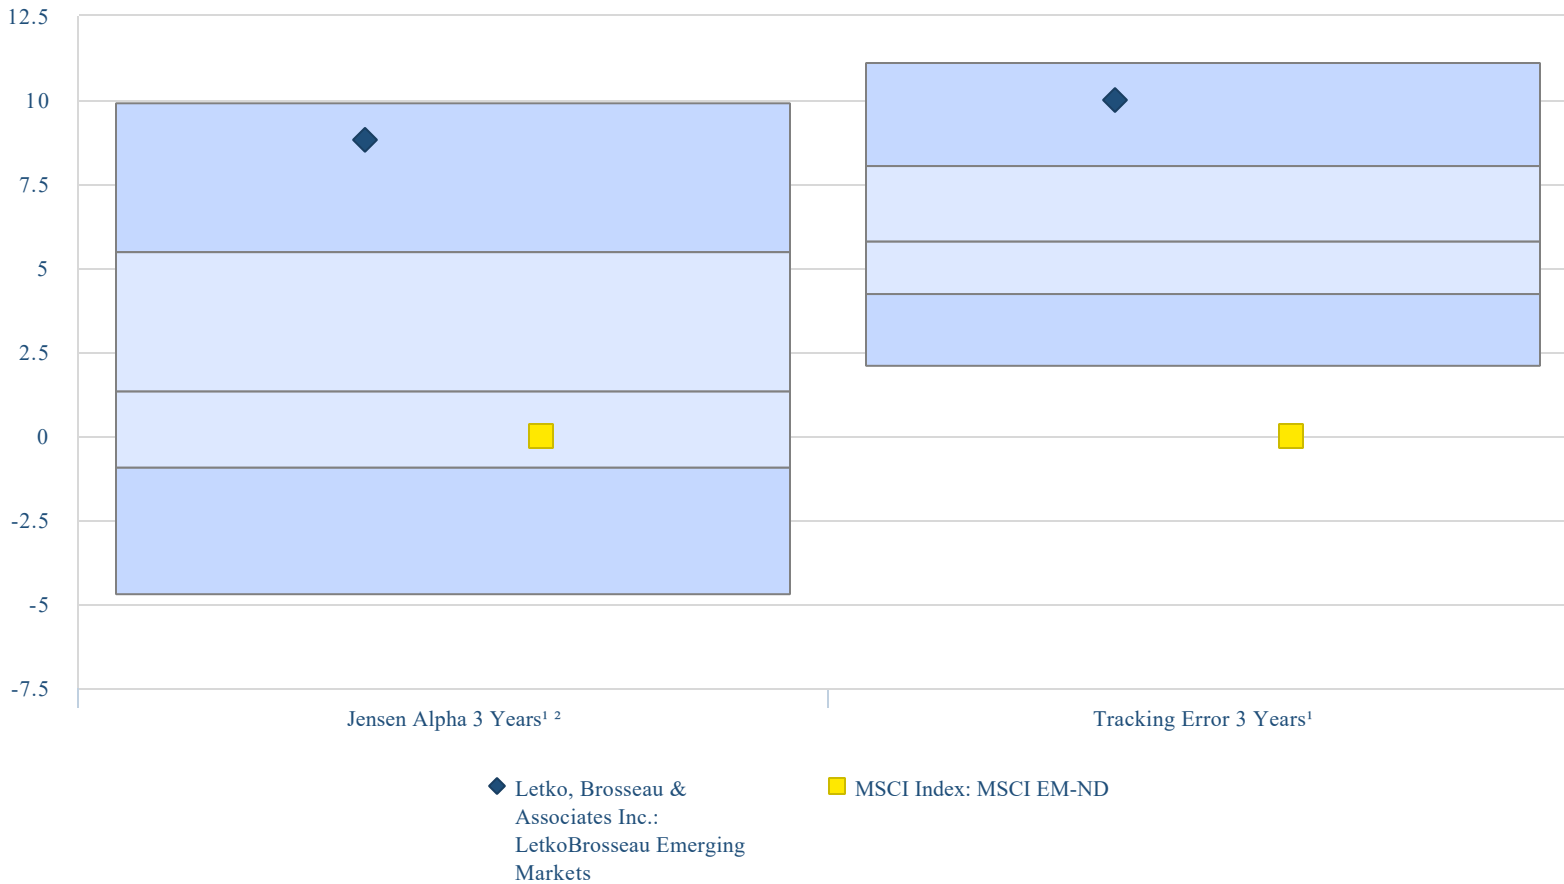 12.5
10
7.5
5
2.5
0
-2.5
-5
-7.5
Jensen Alpha 3 Years¹ ²
Tracking Error 3 Years¹
Letko, Brosseau &
Associates Inc.:
LetkoBrosseau Emerging
Markets
MSCI Index: MSCI EM-ND